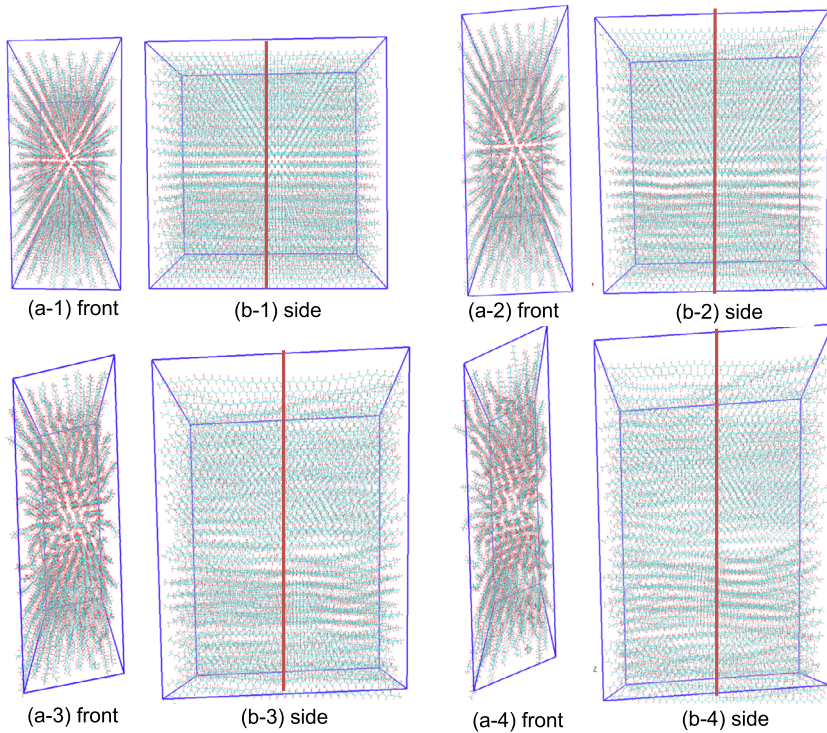 (a-1) front
(b-1) side
(a-2) front
(b-2) side
(a-3) front
(b-3) side
(a-4) front
(b-4) side
z